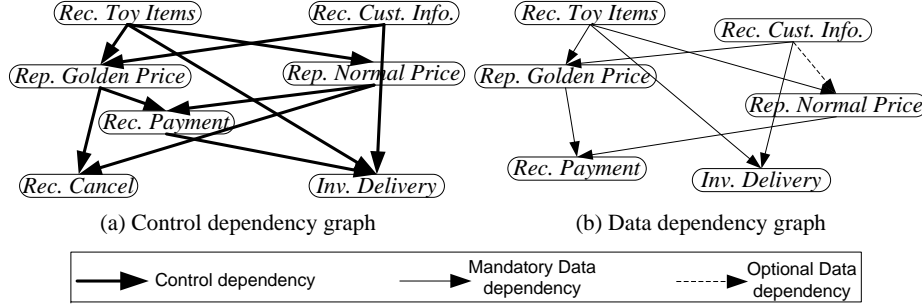 Rec. Toy Items
Rec. Cust. Info.
Rep. Golden Price
Rep. Normal Price
Rec. Payment
Rec. Cancel
Inv. Delivery
(a) Control dependency graph
Rec. Toy Items
Rec. Cust. Info.
Rep. Golden Price
Rep. Normal Price
Rec. Payment
Inv. Delivery
(b) Data dependency graph
Control dependency
Mandatory Data
dependency
Optional Data
dependency